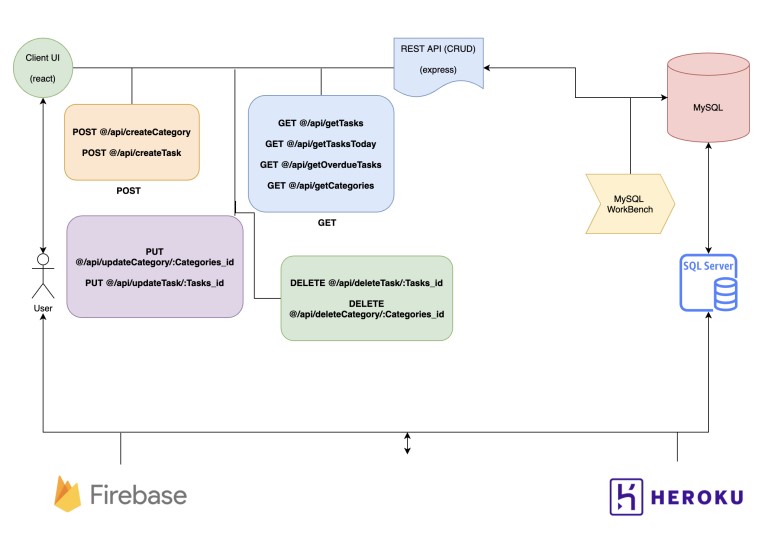 Client UI
(react)
REST API (CRUD)
(express)
MySQL
POST @/api/createCategory
POST @/api/createTask
POST
GET @/api/getTasks
GET @/api/getTasksToday
GET @/api/getOverdueTasks
GET @/api/getCategories
GET
MySQL
WorkBench
PUT
@/api/updateCategory/:Categories_id
PUT @/api/updateTask/:Tasks_id
DELETE @/api/deleteTask/:Tasks_id
DELETE
@/api/deleteCategory/:Categories_id
SQL Server
User
Firebase
HEROKU